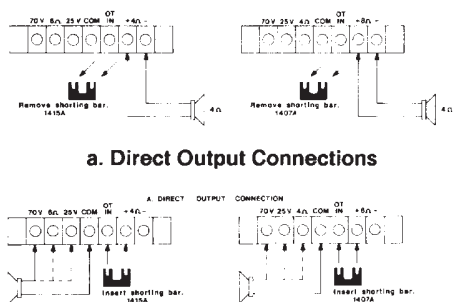 OT
70V 8Ω 25V COM IN +4Ω -
Remove shorting bar.
1415A
4Ω
OT
70V 25V 4Ω COM IN +8Ω -
Remove shorting bar.
1407A
4Ω
a. Direct Output Connections
A. DIRECT OUTPUT CONNECTION
OT
70V 8Ω 25V COM IN +4Ω -
Insert shorting bar.
1415A
OT
70V 25V 4Ω COM IN +8Ω -
Insert shorting bar.
1407A